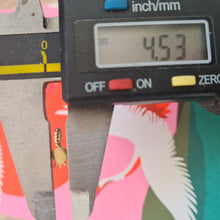 inch/mm
4.53
OFF ON ZERO
0